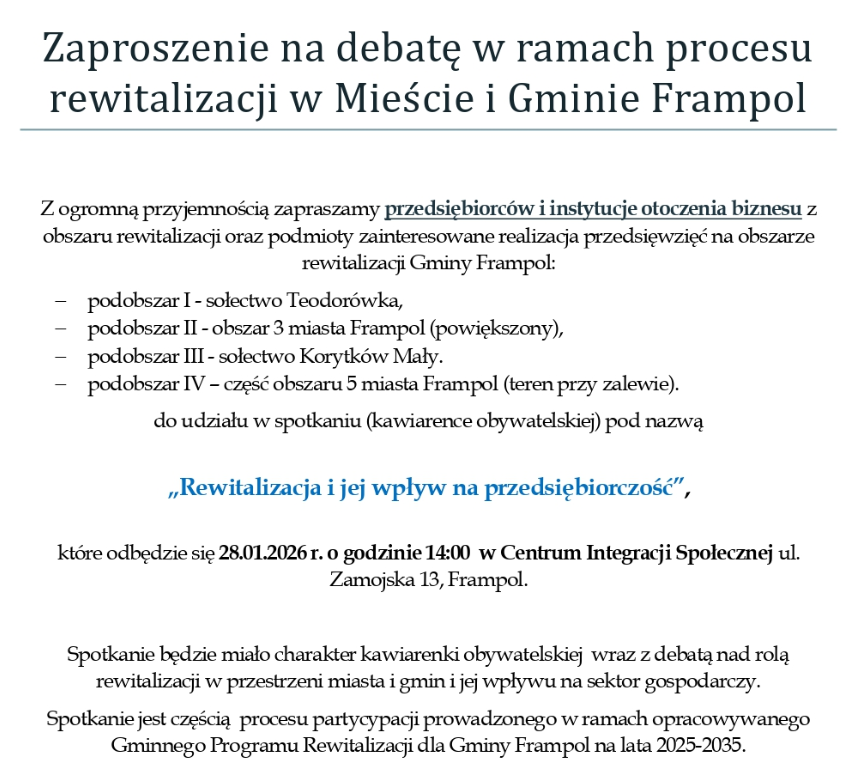 Zaproszenie na debatę w ramach procesu
rewitalizacji w Mieście i Gminie Frampol
Z ogromną przyjemnością zapraszamy przedsiębiorców i instytucje otoczenia biznesu z
obszaru rewitalizacji oraz podmioty zainteresowane realizacja przedsięwzięć na obszarze
rewitalizacji Gminy Frampol:
– podobszar I - sołectwo Teodorówka,
– podobszar II - obszar 3 miasta Frampol (powiększony),
– podobszar III - sołectwo Korytków Mały.
– podobszar IV – część obszaru 5 miasta Frampol (teren przy zalewie).
do udziału w spotkaniu (kawiarence obywatelskiej) pod nazwą
„Rewitalizacja i jej wpływ na przedsiębiorczość”,
które odbędzie się 28.01.2026 r. o godzinie 14:00 w Centrum Integracji Społecznej ul.
Zamojska 13, Frampol.
Spotkanie będzie miało charakter kawiarenki obywatelskiej wraz z debatą nad rolą
rewitalizacji w przestrzeni miasta i gmin i jej wpływu na sektor gospodarczy.
Spotkanie jest częścią procesu partycypacji prowadzonego w ramach opracowywanego
Gminnego Programu Rewitalizacji dla Gminy Frampol na lata 2025-2035.